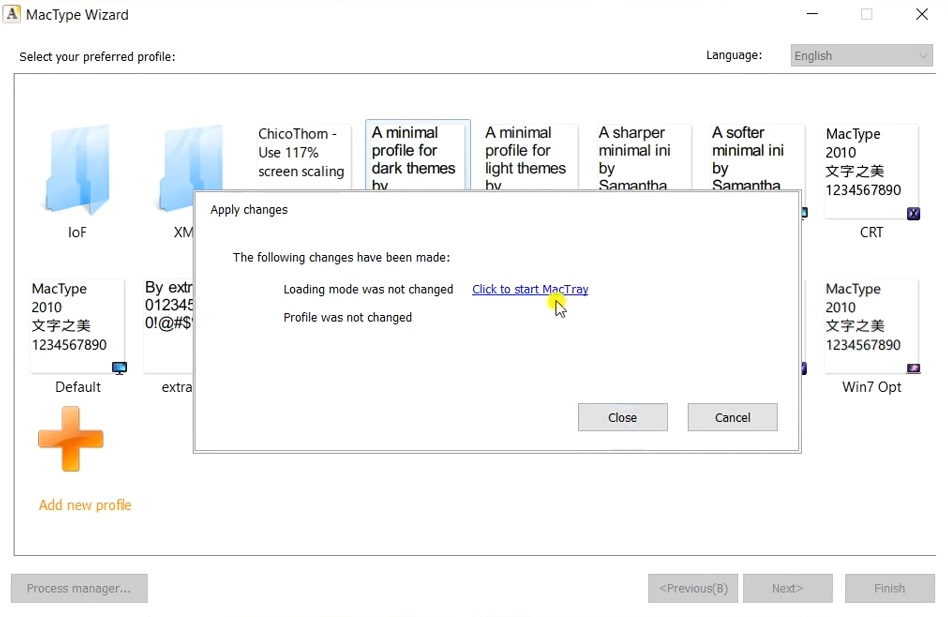 MacType Wizard
Select your preferred profile:
Language:
English
ChicoThom -
Use 117%
screen scaling
A minimal
profile for
dark themes
by
A minimal
profile for
light themes
by
A sharper
minimal ini
by
Samantha
A softer
minimal ini
by
Samantha
MacType
2010
文字之美
1234567890
IoF
XM
CRT
Apply changes
The following changes have been made:
Loading mode was not changed
Click to start MacTray
Profile was not changed
Close
Cancel
MacType
2010
文字之美
1234567890
Default
By extr
012345
0!@#$
extra
MacType
2010
文字之美
1234567890
Win7 Opt
Add new profile
Process manager...
<Previous(B)
Next>
Finish